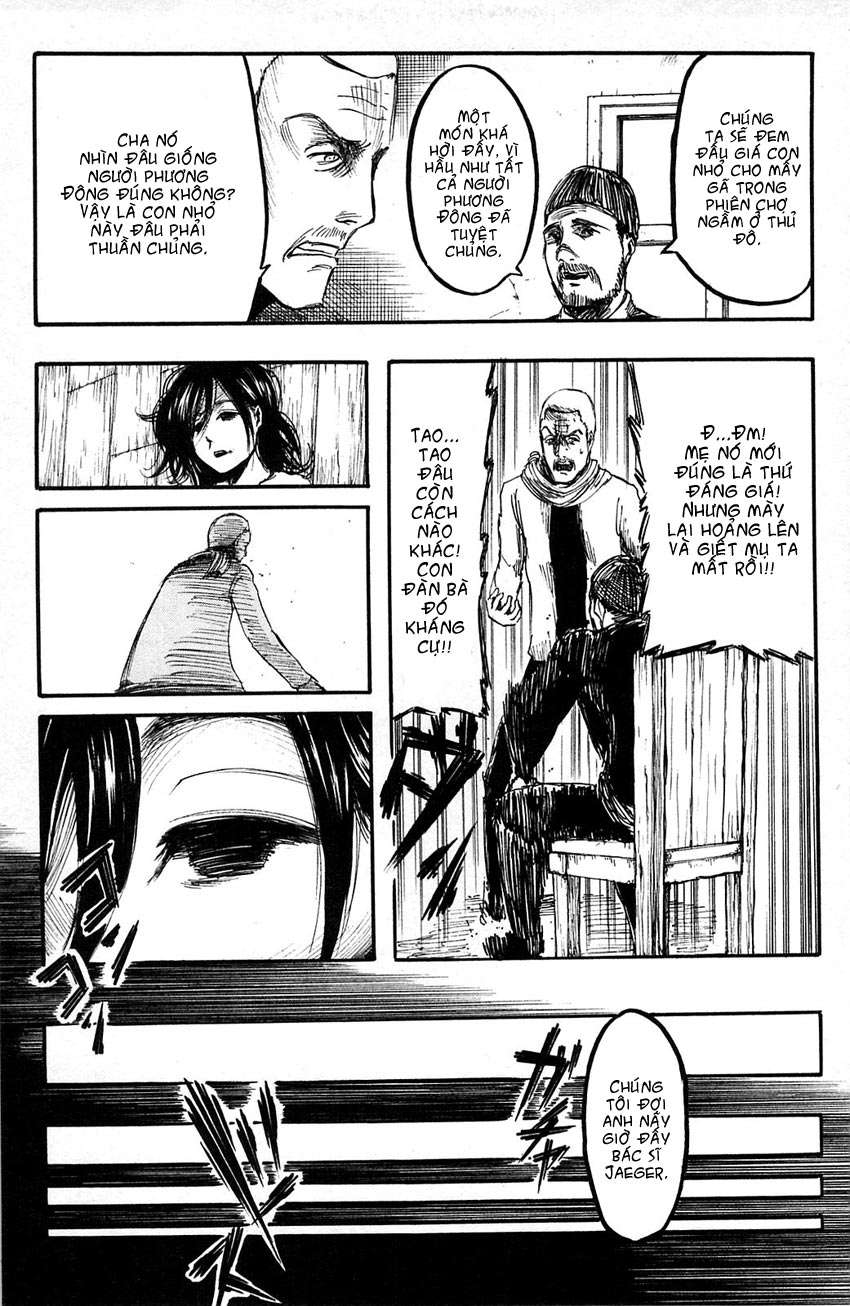 CHÚNG
TA SẼ ĐEM
ĐẤU GIÁ CON
NHỎ CHO MẤY
GÃ TRONG
PHIÊN CHỢ
NGẦM Ở THỦ
ĐÔ.
MỘT
MÓN KHÁ
HỜI ĐẤY, VÌ
HẦU NHƯ TẤT
CẢ NGƯỜI
PHƯƠNG
ĐÔNG ĐÃ
TUYỆT
CHỦNG.
CHA NÓ
NHÌN ĐÂU GIỐNG
NGƯỜI PHƯƠNG
ĐÔNG ĐÚNG KHÔNG?
VẬY LÀ CON NHỎ
NÀY ĐÂU PHẢI
THUẦN CHỦNG.
Đ...ĐM!
MẸ NÓ MỚI
ĐÚNG LÀ THỨ
ĐÁNG GIÁ!
NHƯNG MÀY
LẠI HOẢNG LÊN
VÀ GIẾT MỤ TA
MẤT RỒI!!
TAO...
TAO
ĐÂU
CÒN
CÁCH
NÀO
KHÁC!
CON
ĐÀN BÀ
ĐÓ
KHÁNG
CỰ!!
CHÚNG
TÔI ĐỢI
ANH NÃY
GIỜ ĐẤY
BÁC SĨ
JAEGER.